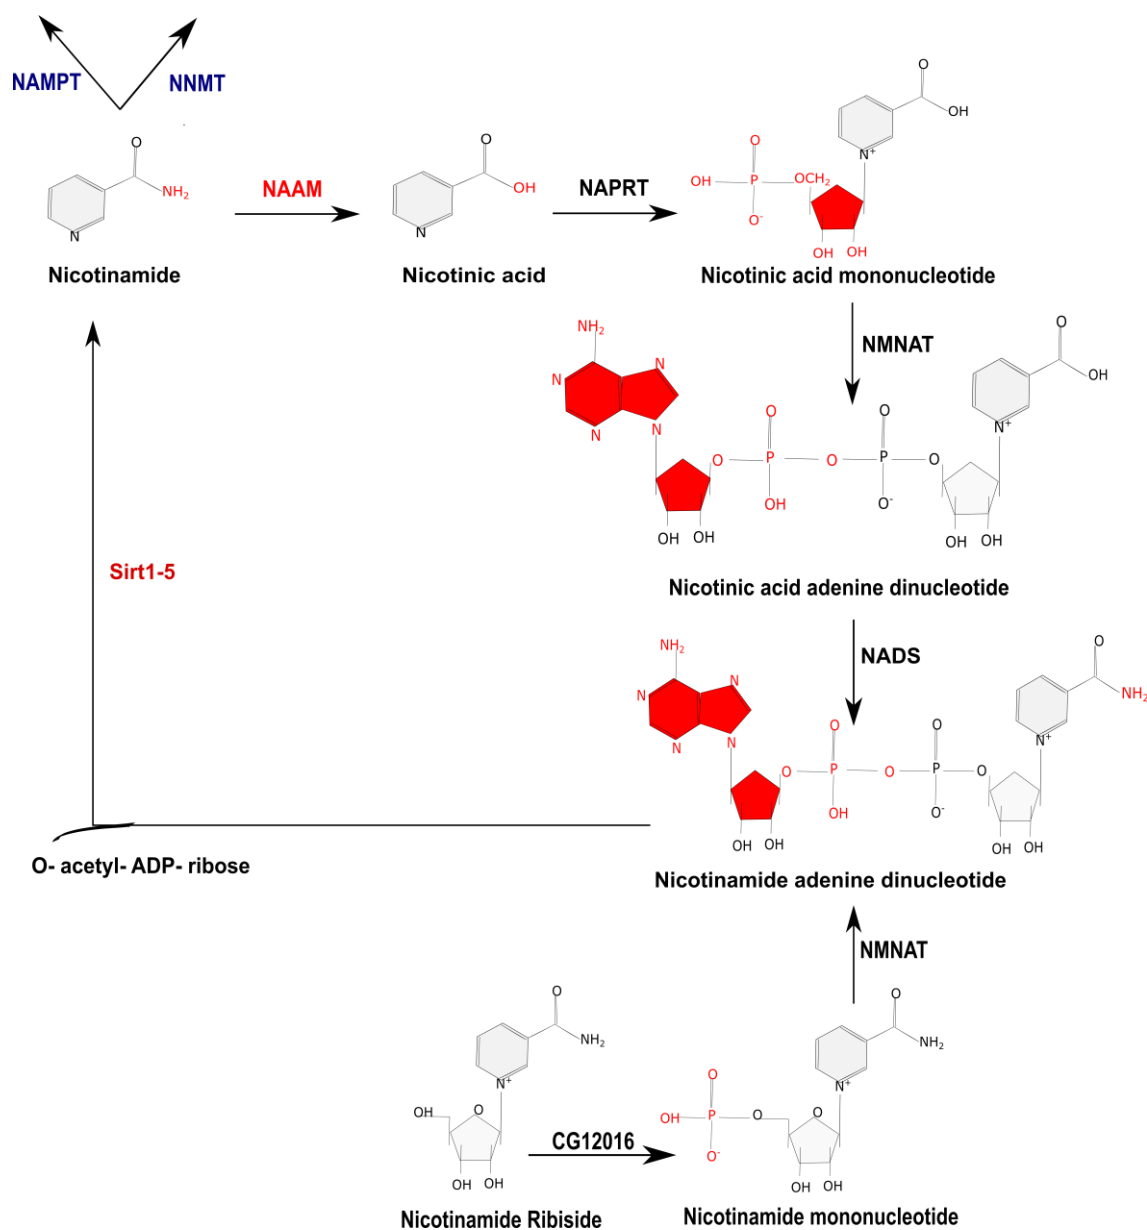 NAMPT
NNMT
O
NH2
N
Nicotinamide
NAAM
O
OH
N
Nicotinic acid
NAPRT
O
OH
N+
O
OH
P
OCH2
O-
OH
OH
Nicotinic acid mononucleotide
NMNAT
NH2
N
N
N
N
O
OH
N+
O
O
O
P
O
P
O
OH
O-
OH
OH
OH
OH
Nicotinic acid adenine dinucleotide
NADS
NH2
N
N
N
N
O
NH2
N+
O
O
O
P
O
P
O
OH
O-
OH
OH
OH
OH
Nicotinamide adenine dinucleotide
Sirt1-5
O- acetyl- ADP- ribose
NMNAT
O
NH2
N+
OH
O
OH
OH
Nicotinamide Ribiside
CG12016
O
NH2
N+
O
OH
P
O
O
O-
OH
OH
Nicotinamide mononucleotide